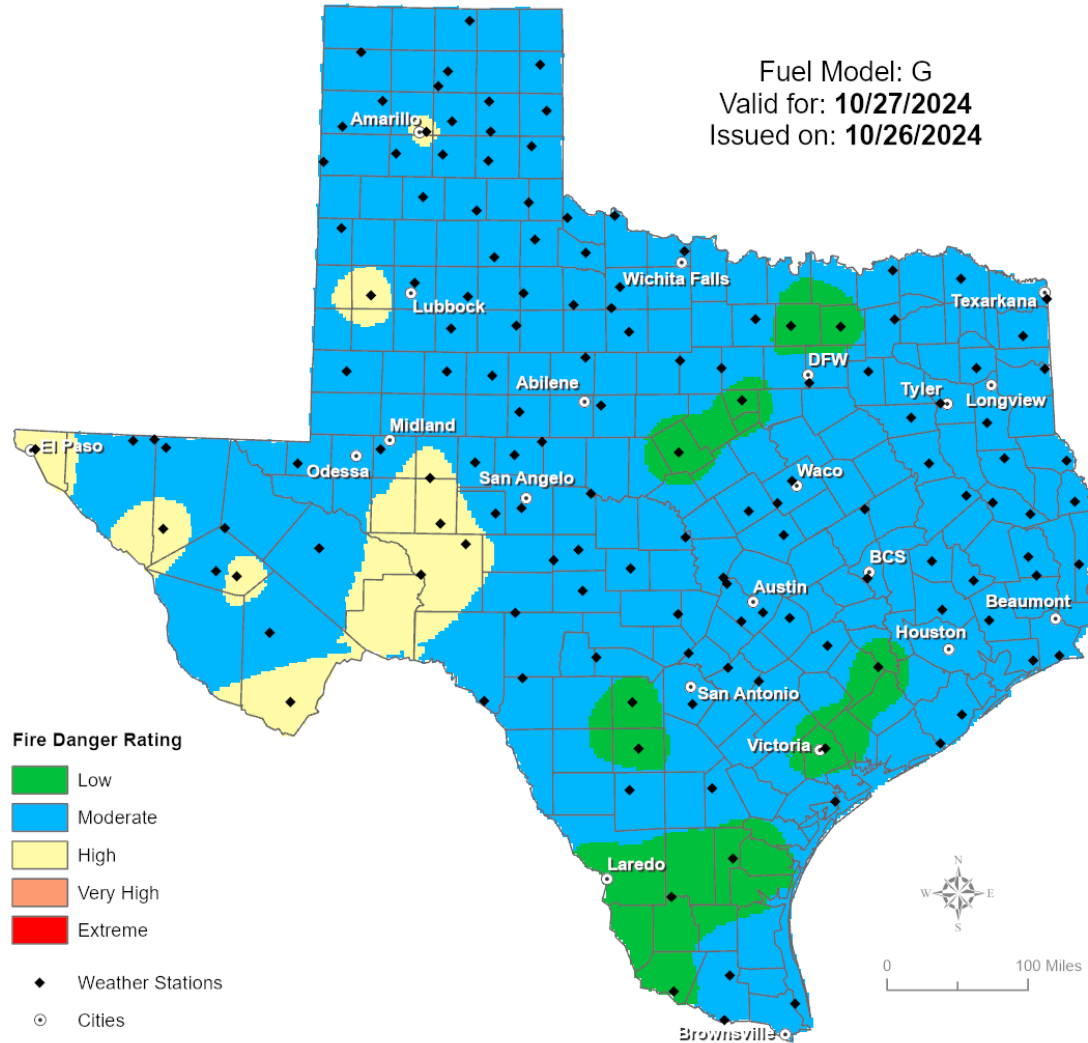 Fuel Model: G
Valid for: 10/27/2024
Issued on: 10/26/2024
Amarillo
Wichita Falls
Lubbock
Texarkana
DFW
Abilene
Tyler
Longview
Midland
El Paso
Odessa
San Angelo
Waco
BCS
Austin
Beaumont
Houston
San Antonio
Victoria
Laredo
Brownsville
Fire Danger Rating
Low
Moderate
High
Very High
Extreme
Weather Stations
Cities
N
W E
S
0 100 Miles